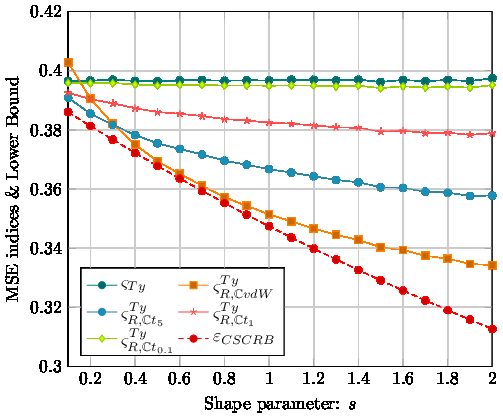 MSE indices & Lower Bound
0.42
0.4
0.38
0.36
0.34
0.32
0.3
ςTy
ς^{Ty}_{R,ℂvdW}
ς^{Ty}_{R,ℂt_5}
ς^{Ty}_{R,ℂt_1}
ς^{Ty}_{R,ℂt_{0.1}}
ε_{CSCRB}
0.2 0.4 0.6 0.8 1 1.2 1.4 1.6 1.8 2
Shape parameter: s